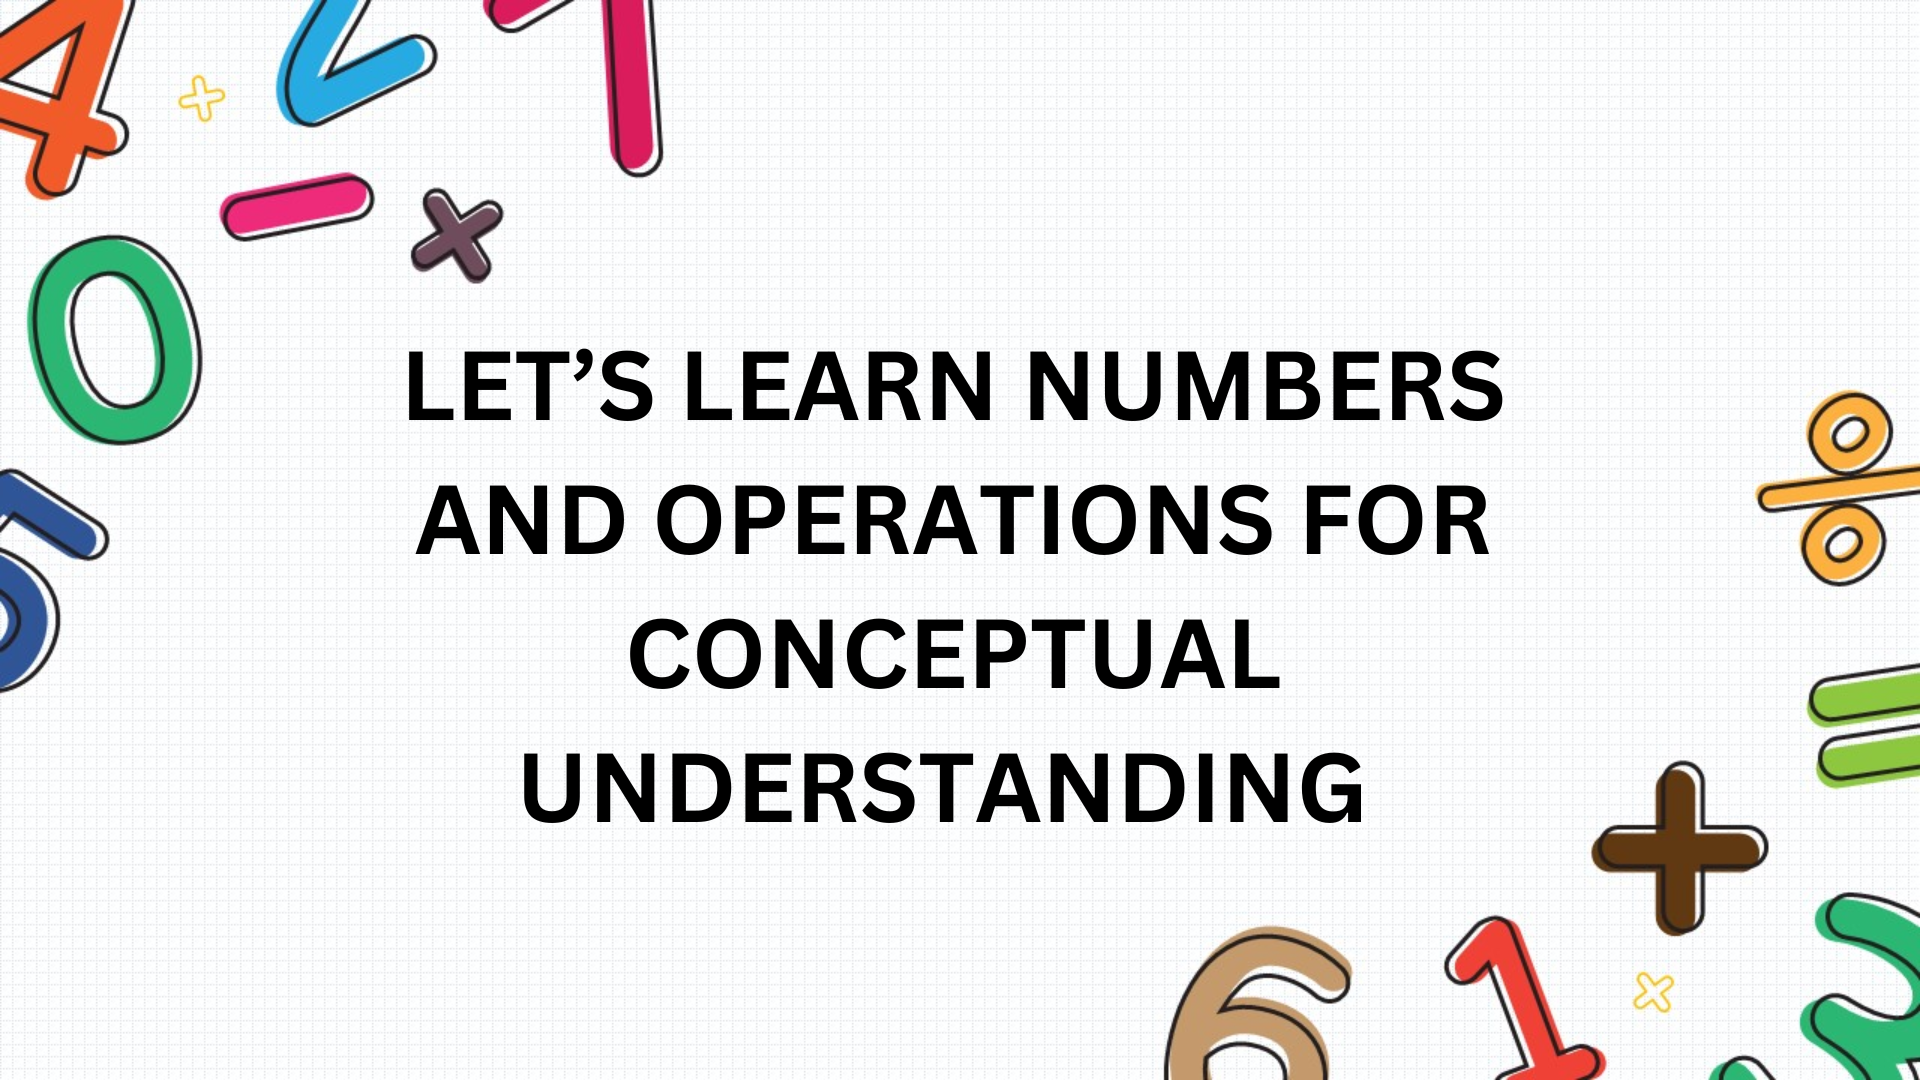 LET’S LEARN NUMBERS
AND OPERATIONS FOR
CONCEPTUAL
UNDERSTANDING